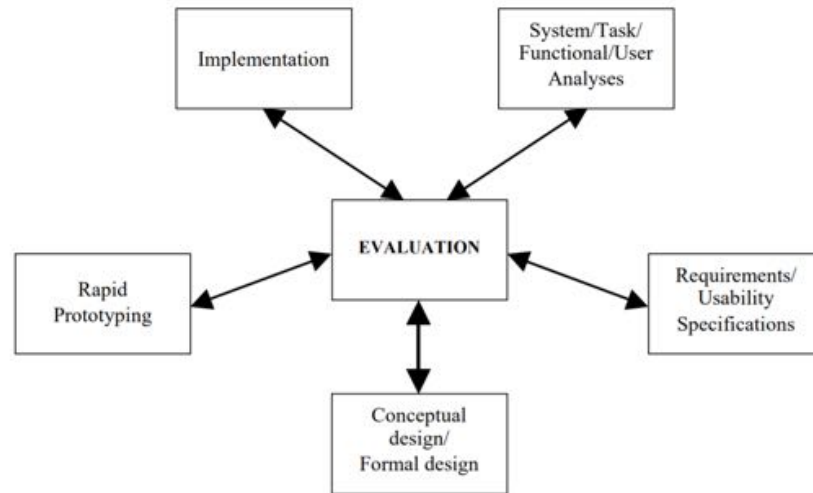 Implementation
System/Task/
Functional/User
Analyses
EVALUATION
Rapid
Prototyping
Requirements/
Usability
Specifications
Conceptual
design/
Formal design